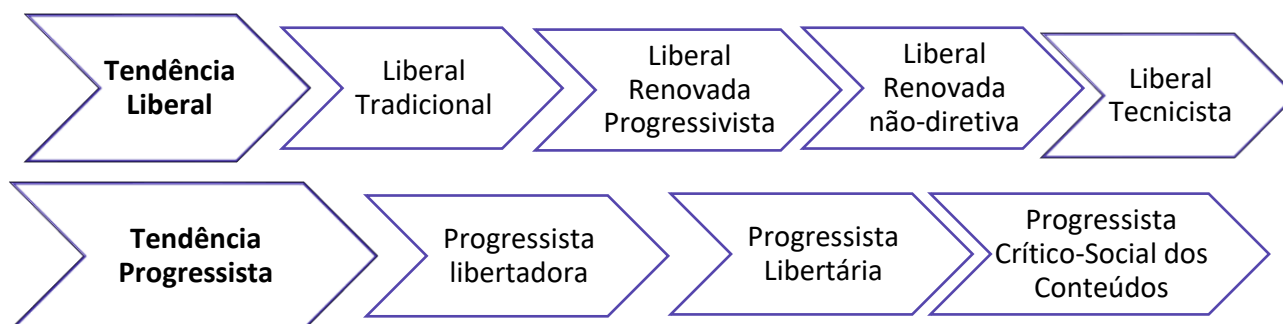 Tendência
Liberal
Liberal
Tradicional
Liberal
Renovada
Progressivista
Liberal
Renovada
não-diretiva
Liberal
Tecnicista
Tendência
Progressista
Progressista
libertadora
Progressista
Libertária
Progressista
Crítico-Social dos
Conteúdos